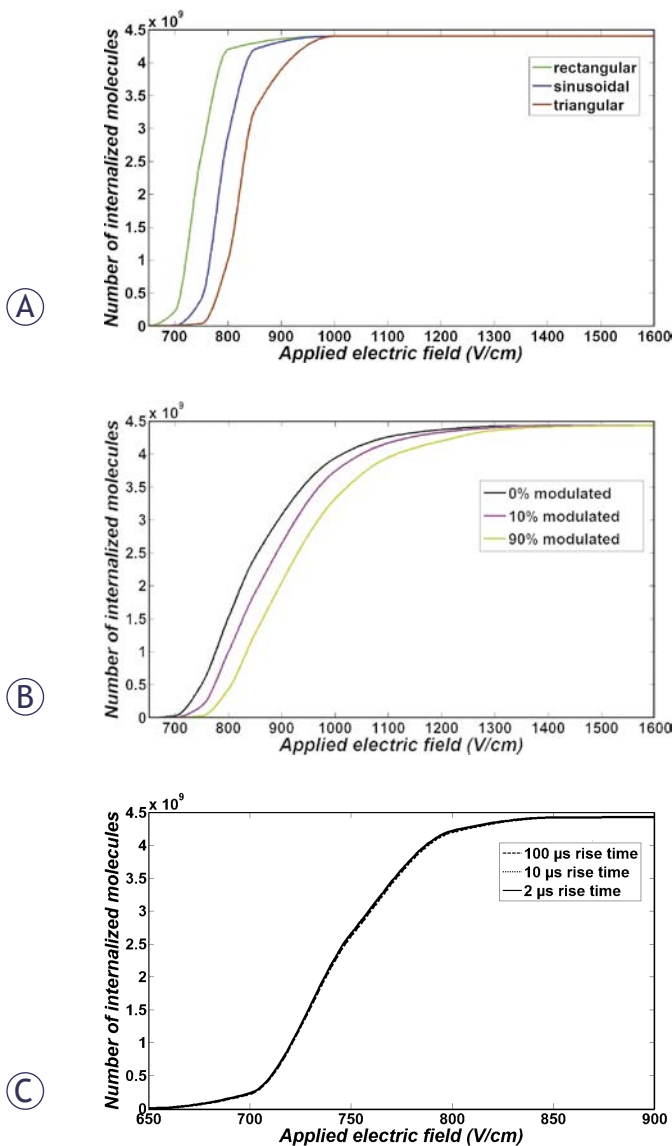 x 10⁹
4.5
4
3.5
3
2.5
2
1.5
1
0.5
0
Number of internalized molecules
rectangular
sinusoidal
triangular
700 800 900 1000 1100 1200 1300 1400 1500 1600
Applied electric field (V/cm)
A
x 10⁹
4.5
4
3.5
3
2.5
2
1.5
1
0.5
0
Number of internalized molecules
0% modulated
10% modulated
90% modulated
700 800 900 1000 1100 1200 1300 1400 1500 1600
Applied electric field (V/cm)
B
x 10⁹
4.5
4
3.5
3
2.5
2
1.5
1
0.5
0
Number of internalized molecules
100 µs rise time
10 µs rise time
2 µs rise time
650 700 750 800 850 900
Applied electric field (V/cm)
C